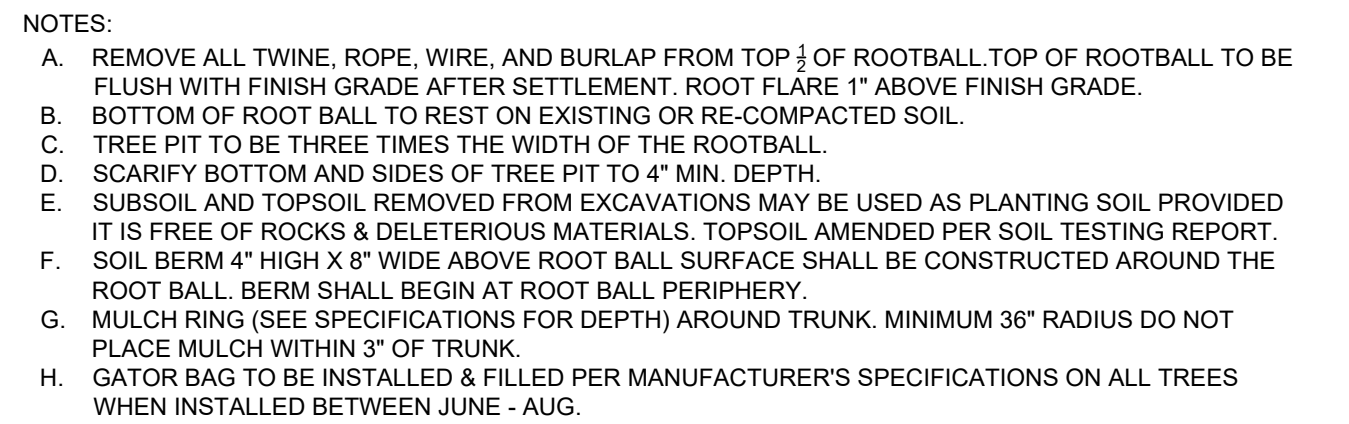 NOTES:
A. REMOVE ALL TWINE, ROPE, WIRE, AND BURLAP FROM TOP ½ OF ROOTBALL.TOP OF ROOTBALL TO BE
FLUSH WITH FINISH GRADE AFTER SETTLEMENT. ROOT FLARE 1" ABOVE FINISH GRADE.
B. BOTTOM OF ROOT BALL TO REST ON EXISTING OR RE-COMPACTED SOIL.
C. TREE PIT TO BE THREE TIMES THE WIDTH OF THE ROOTBALL.
D. SCARIFY BOTTOM AND SIDES OF TREE PIT TO 4" MIN. DEPTH.
E. SUBSOIL AND TOPSOIL REMOVED FROM EXCAVATIONS MAY BE USED AS PLANTING SOIL PROVIDED
IT IS FREE OF ROCKS & DELETERIOUS MATERIALS. TOPSOIL AMENDED PER SOIL TESTING REPORT.
F. SOIL BERM 4" HIGH X 8" WIDE ABOVE ROOT BALL SURFACE SHALL BE CONSTRUCTED AROUND THE
ROOT BALL. BERM SHALL BEGIN AT ROOT BALL PERIPHERY.
G. MULCH RING (SEE SPECIFICATIONS FOR DEPTH) AROUND TRUNK. MINIMUM 36" RADIUS DO NOT
PLACE MULCH WITHIN 3" OF TRUNK.
H. GATOR BAG TO BE INSTALLED & FILLED PER MANUFACTURER'S SPECIFICATIONS ON ALL TREES
WHEN INSTALLED BETWEEN JUNE - AUG.